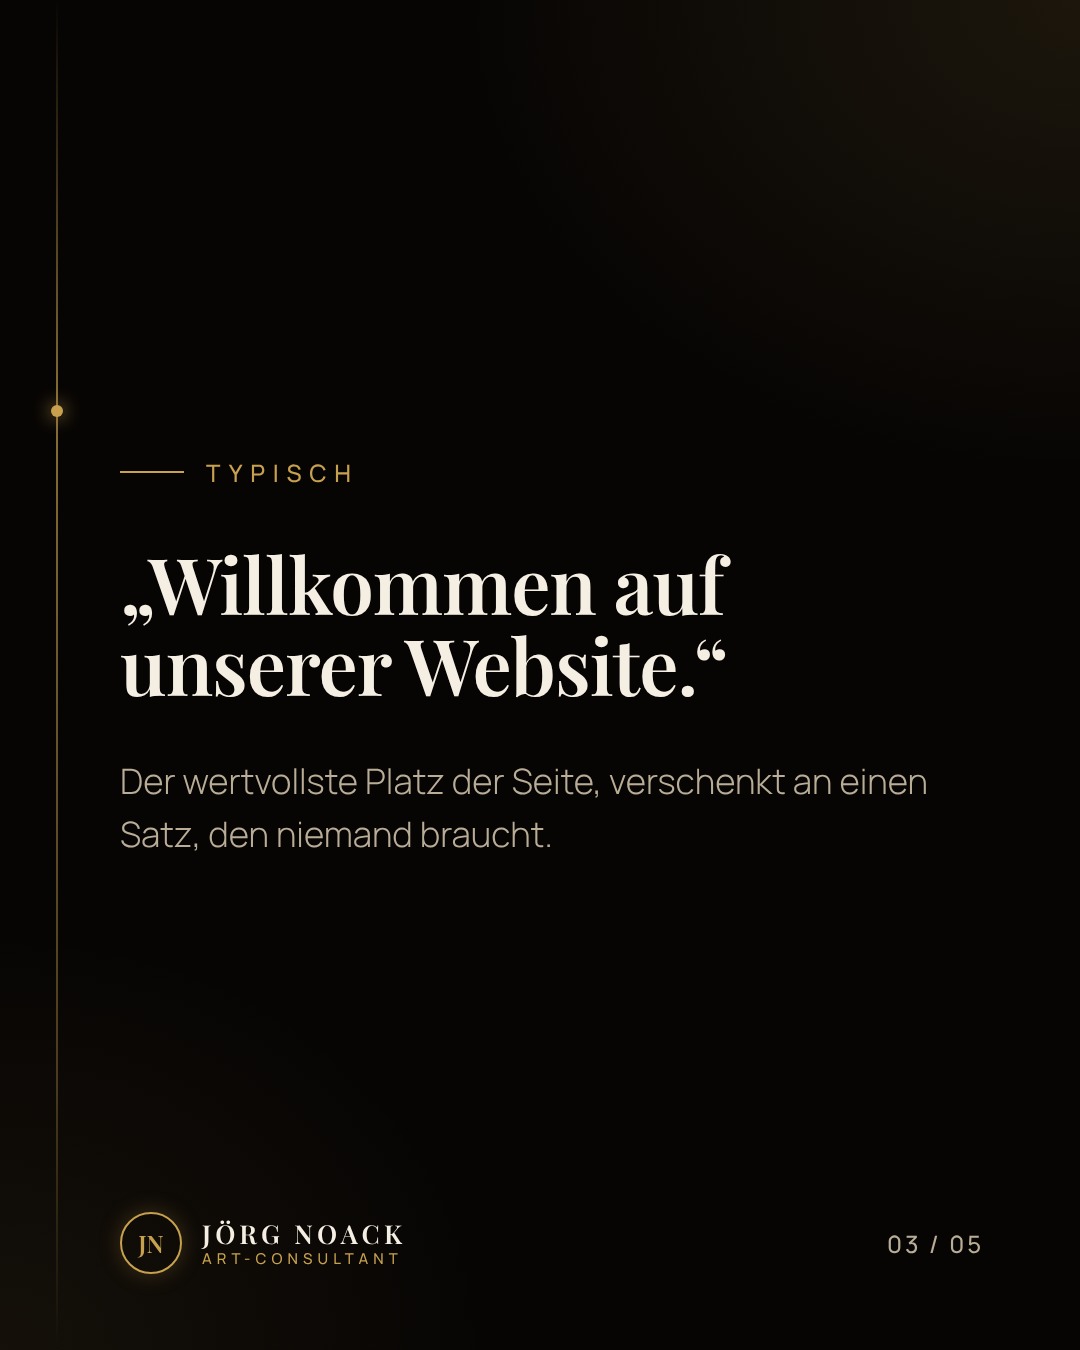 TYPISCH
„Willkommen auf
unserer Website.“
Der wertvollste Platz der Seite, verschenkt an einen
Satz, den niemand braucht.
JN
JÖRG NOACK
ART-CONSULTANT
03 / 05